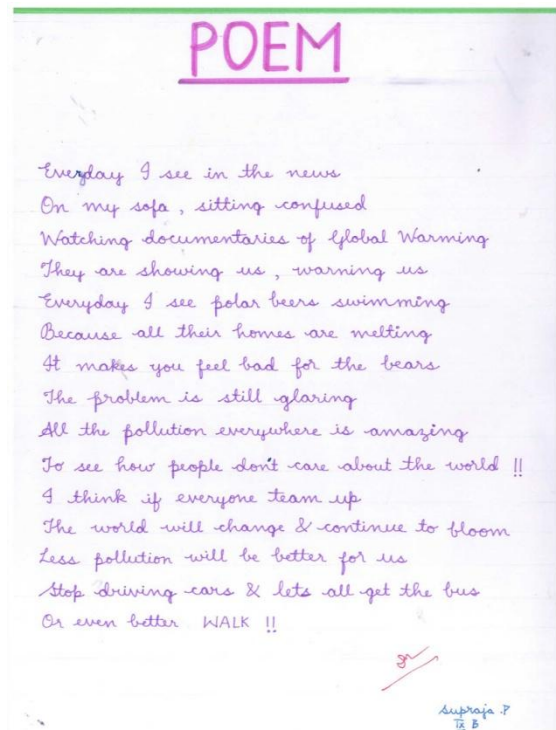 POEM
Everyday I see in the news
On my sofa, sitting confused
Watching documentaries of Global Warming
They are showing us, warning us
Everyday I see polar beers swimming
Because all their homes are melting
It makes you feel bad for the bears
The problem is still glaring
All the pollution everywhere is amazing
To see how people don't care about the world !!
I think if everyone team up
The world will change & continue to bloom
Less pollution will be better for us
Stop driving cars & lets all get the bus
Or even better WALK !!
Supraja .P
IX B